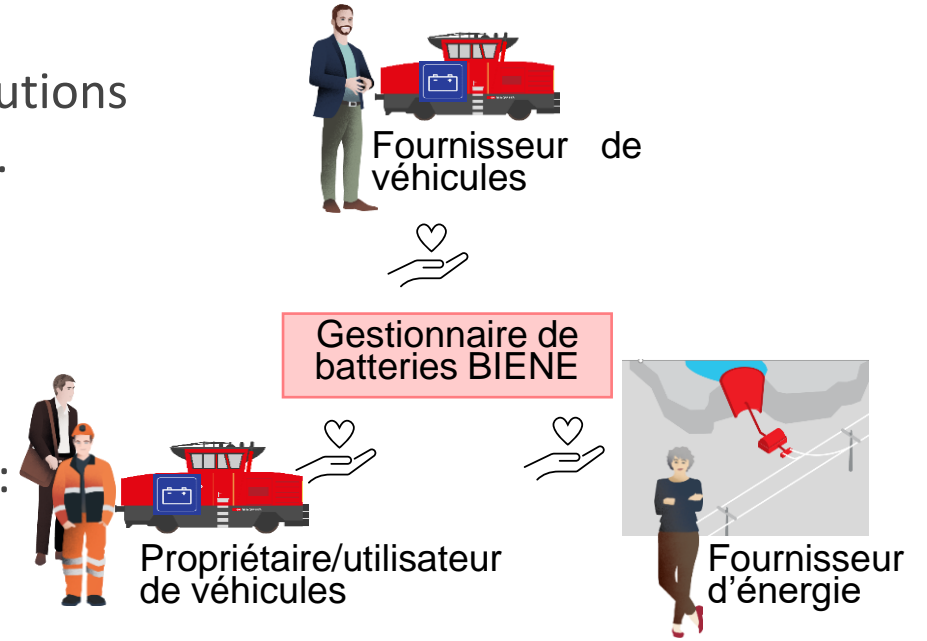 utions
.
Fournisseur de
véhicules
Gestionnaire de
batteries BIENE
:
Propriétaire/utilisateur
de véhicules
Fournisseur
d’énergie